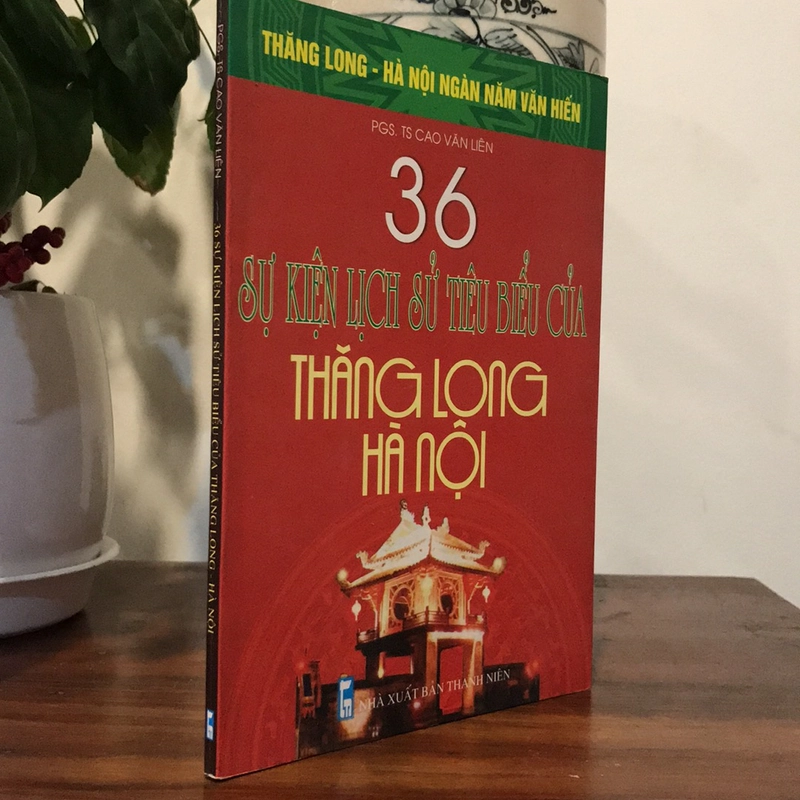 THĂNG LONG - HÀ NỘI NGÀN NĂM VĂN HIẾN
PGS. TS CAO VĂN LIÊN
36
SỰ KIỆN LỊCH SỬ TIÊU BIỂU CỦA
THĂNG LONG
HÀ NỘI
NHÀ XUẤT BẢN THANH NIÊN
PGS. TS CAO VĂN LIÊN — 36 SỰ KIỆN LỊCH SỬ TIÊU BIỂU CỦA THĂNG LONG - HÀ NỘI